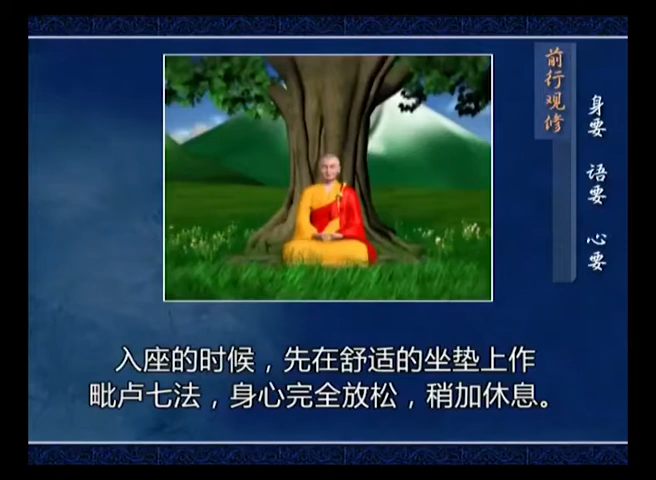 前行观修
身要 语要 心要
入座的时候，先在舒适的坐垫上作
毗卢七法，身心完全放松，稍加休息。